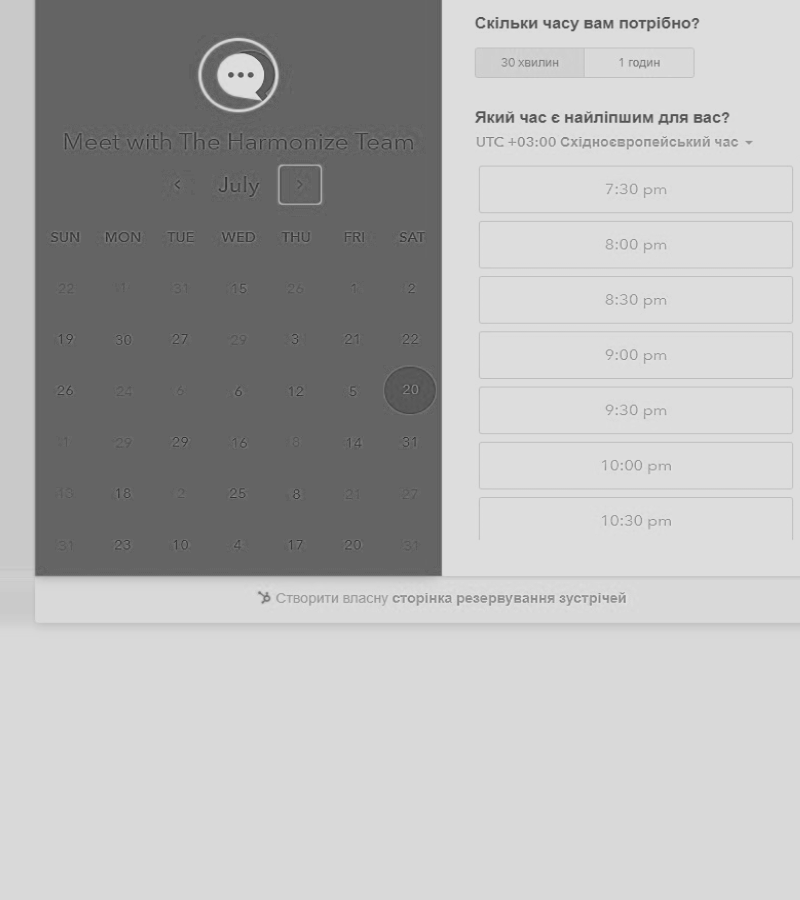 Meet with The Harmonize Team
July
SUN MON TUE WED THU FRI SAT
22 31 15 26 1 2
19 30 27 29 3 21 22
26 24 6 6 12 5 20
1 29 29 16 8 14 31
13 18 2 25 8 21 27
31 23 10 4 17 20 31
Скільки часу вам потрібно?
30 хвилин 1 годин
Який час є найліпшим для вас?
UTC +03:00 Східноєвропейський час
7:30 pm
8:00 pm
8:30 pm
9:00 pm
9:30 pm
10:00 pm
10:30 pm
Створити власну сторінка резервування зустрічей